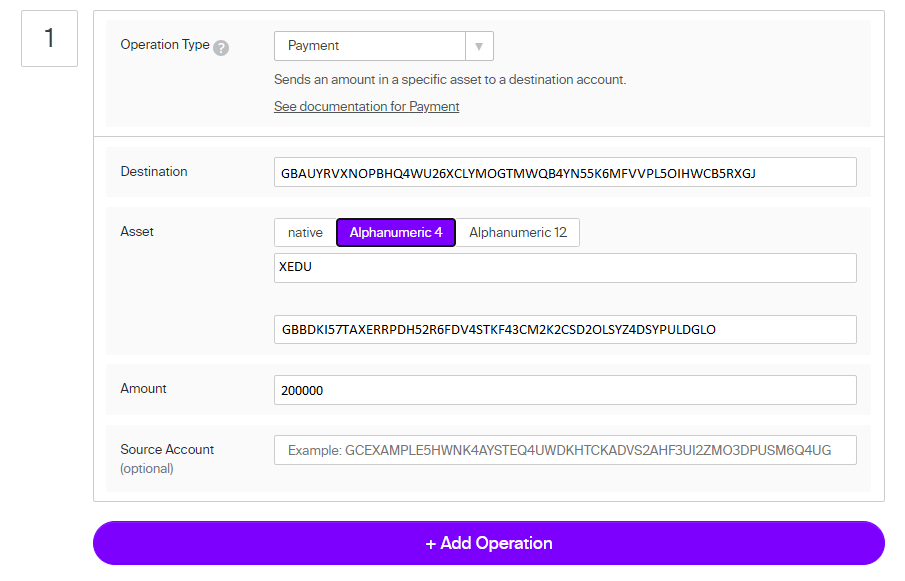 1
Operation Type ?
Payment
Sends an amount in a specific asset to a destination account.
See documentation for Payment
Destination
GBAUYRVXNOPBHQ4WU26XCLYMOGTMWQB4YN55K6MFVVPL5OIHWCB5RXGJ
Asset
native Alphanumeric 4 Alphanumeric 12
XEDU
GBBDKI57TAXERRPDH52R6FDV4STKF43CM2K2CSD2OLSYZ4DSYPULDGLO
Amount
200000
Source Account
(optional)
Example: GCEXAMPLE5HWNK4AYSTEQ4UWDKHTCKADVS2AHF3UI2ZMO3DPUSM6Q4UG
+ Add Operation